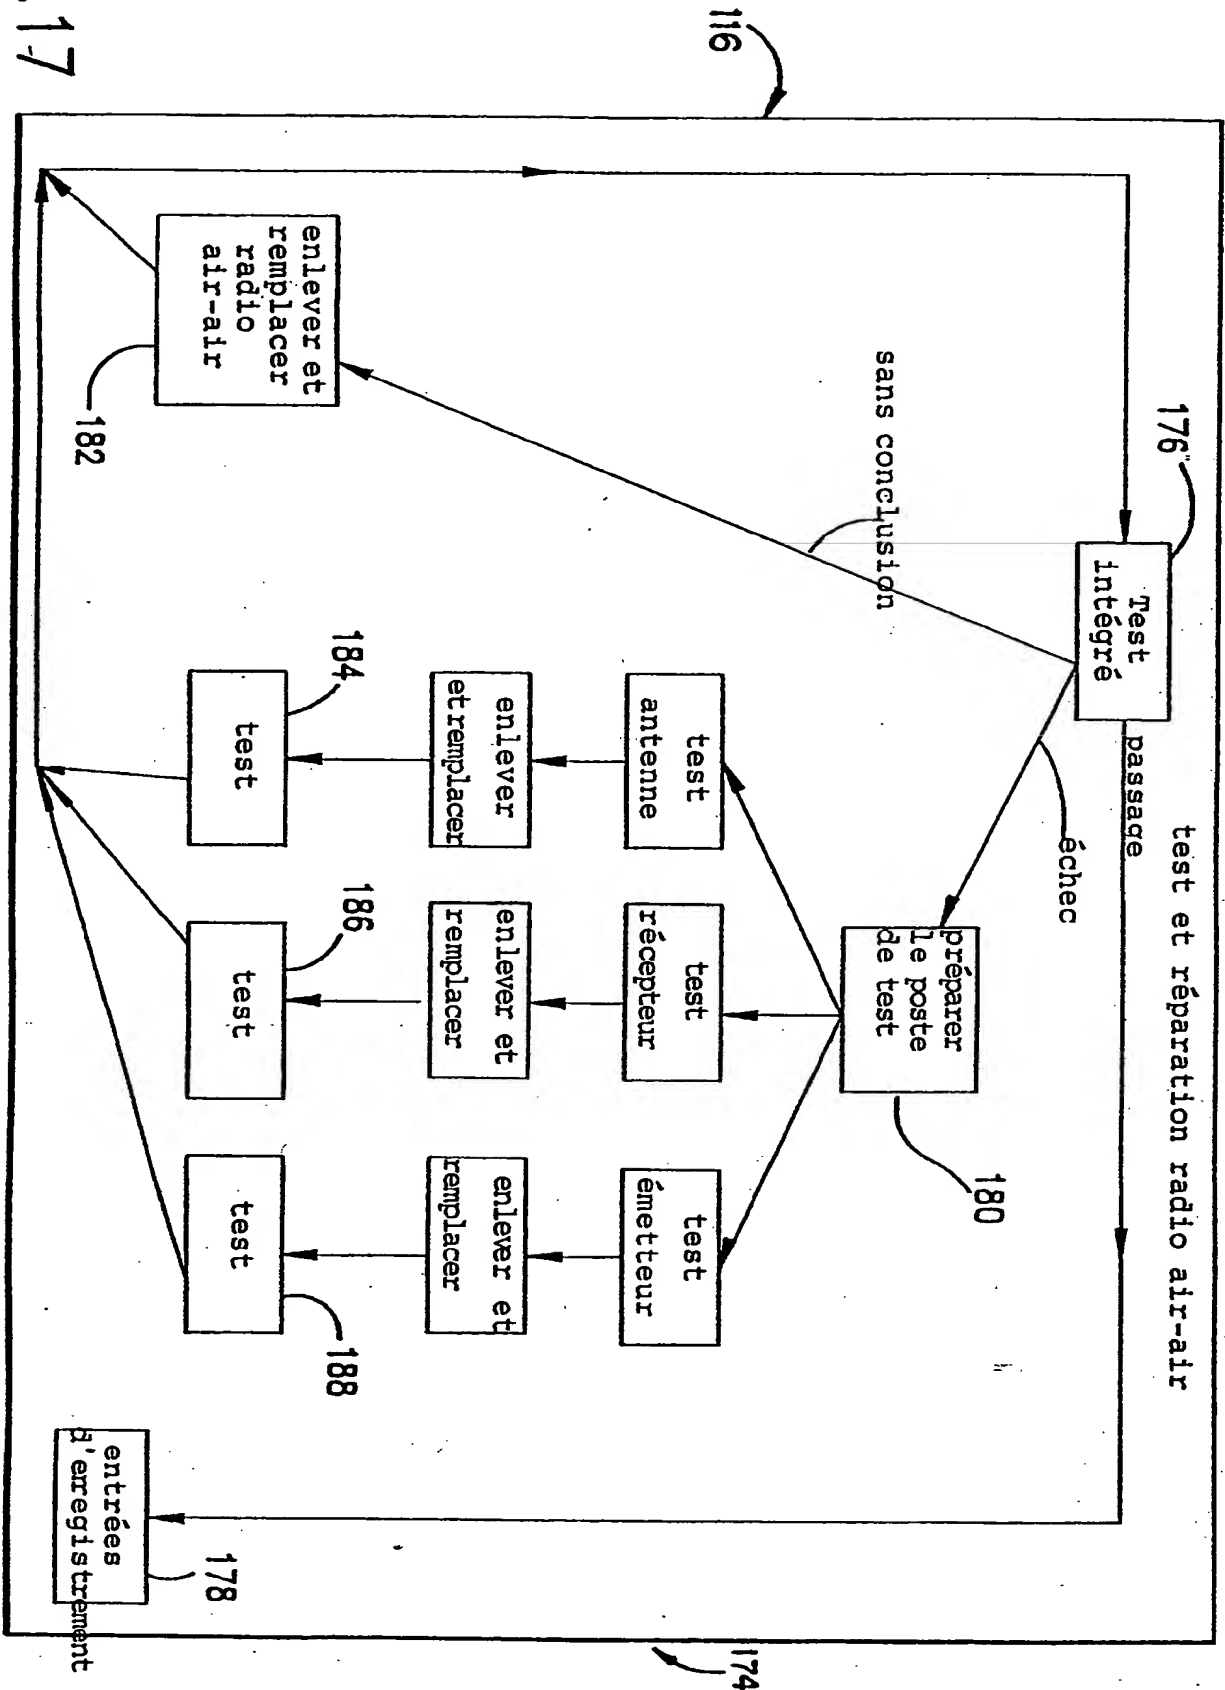 116
174
test et réparation radio air-air
176
Test
intégré
passage
échec
sans conclusion
préparer
le poste
de test
180
enlever et
remplacer
radio
air-air
182
test
antenne
test
récepteur
test
émetteur
enlever
etremplacer
enlever et
remplacer
enlever et
remplacer
184
test
186
test
188
test
entrées
d'enregistrement
178
.17